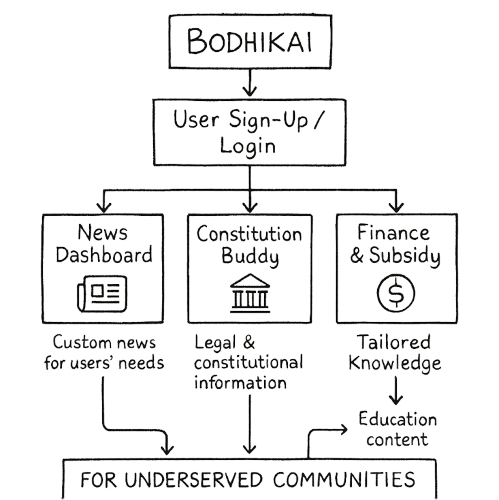 BODHIKAI
User Sign-Up /
Login
News
Dashboard
Constitution
Buddy
Finance
& Subsidy
$
Custom news
for users' needs
Legal &
constitutional
information
Tailored
Knowledge
Education
content
FOR UNDERSERVED COMMUNITIES